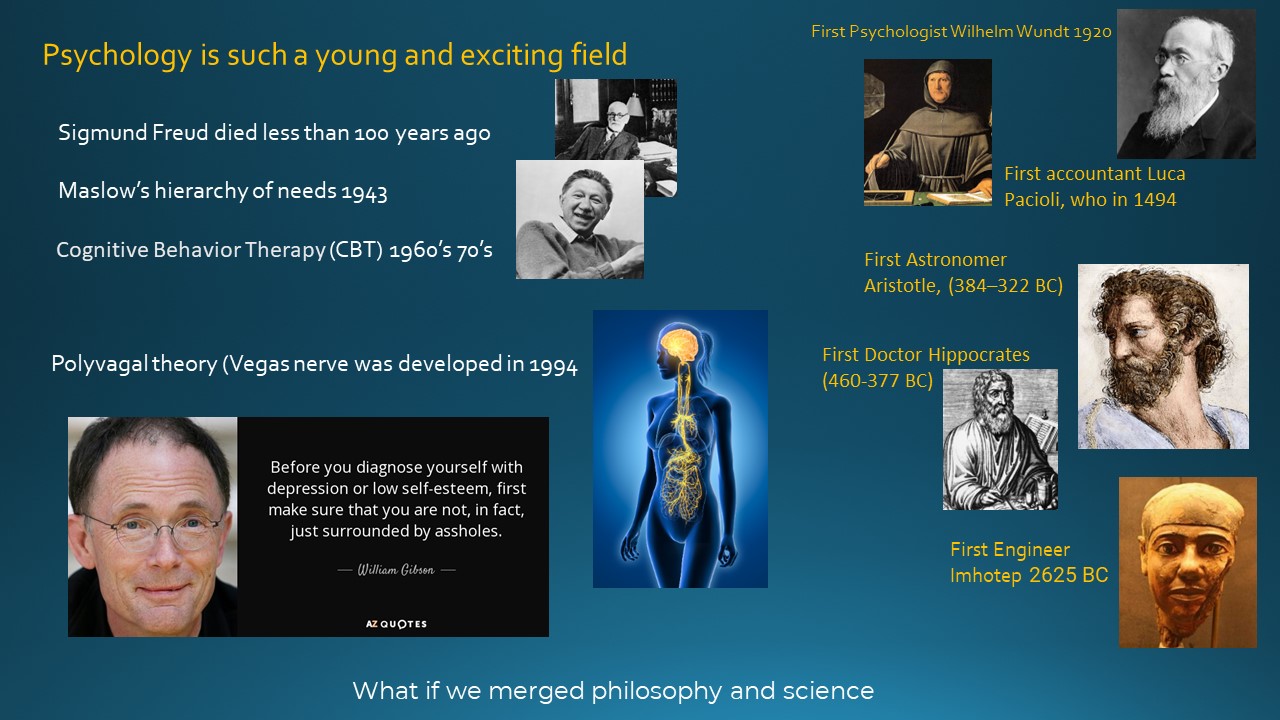 Psychology is such a young and exciting field
Sigmund Freud died less than 100 years ago
Maslow’s hierarchy of needs 1943
Cognitive Behavior Therapy (CBT) 1960’s 70’s
Polyvagal theory (Vegas nerve was developed in 1994
Before you diagnose yourself with
depression or low self-esteem, first
make sure that you are not, in fact,
just surrounded by assholes.
— William Gibson —
AZ QUOTES
First Psychologist Wilhelm Wundt 1920
First accountant Luca
Pacioli, who in 1494
First Astronomer
Aristotle, (384–322 BC)
First Doctor Hippocrates
(460-377 BC)
First Engineer
Imhotep 2625 BC
What if we merged philosophy and science